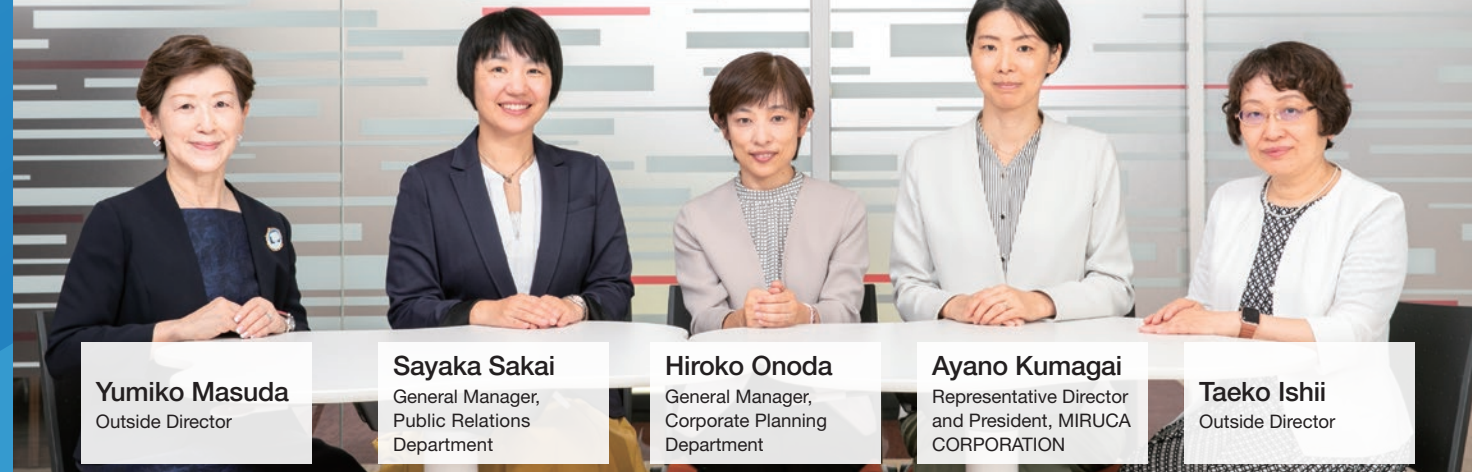 Yumiko Masuda
Outside Director
Sayaka Sakai
General Manager,
Public Relations
Department
Hiroko Onoda
General Manager,
Corporate Planning
Department
Ayano Kumagai
Representative Director
and President, MIRUCA
CORPORATION
Taeko Ishii
Outside Director